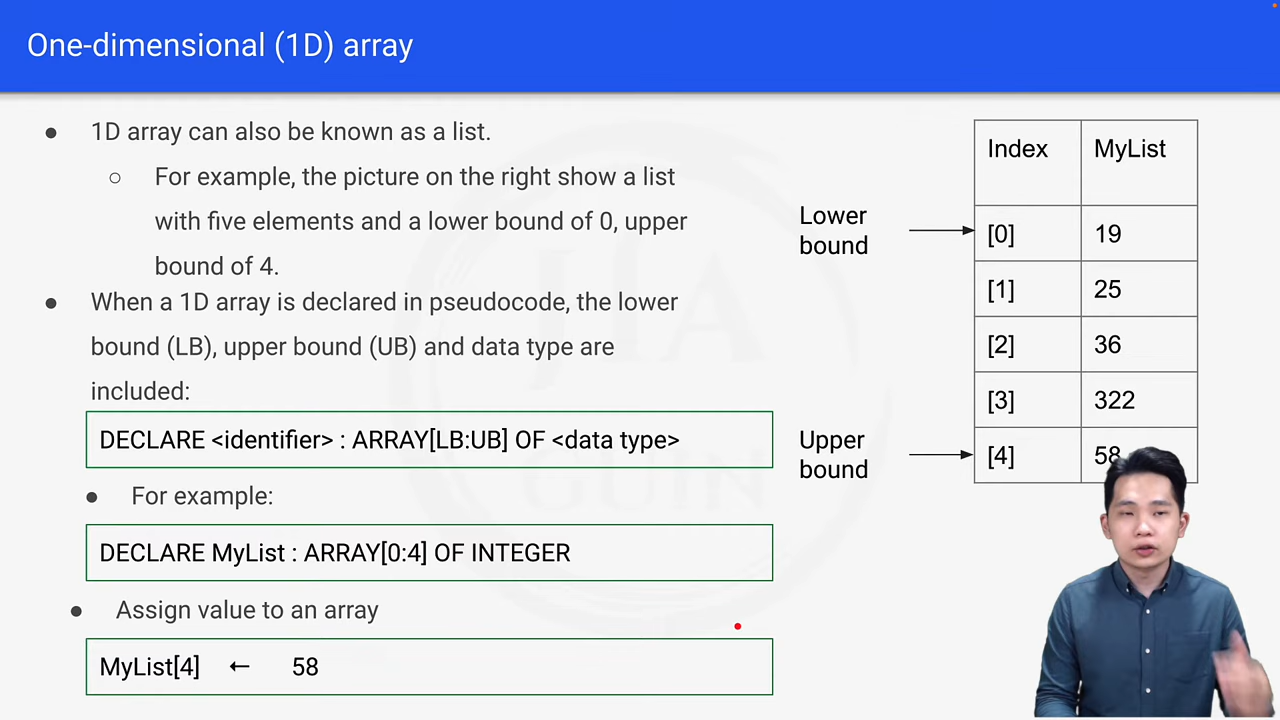 One-dimensional (1D) array
● 1D array can also be known as a list.
○ For example, the picture on the right show a list
with five elements and a lower bound of 0, upper
bound of 4.
● When a 1D array is declared in pseudocode, the lower
bound (LB), upper bound (UB) and data type are
included:
DECLARE <identifier> : ARRAY[LB:UB] OF <data type>
● For example:
DECLARE MyList : ARRAY[0:4] OF INTEGER
● Assign value to an array
MyList[4] ← 58
Index MyList
Lower
bound
[0] 19
[1] 25
[2] 36
[3] 322
Upper
bound
[4] 58
JIA
GUIN